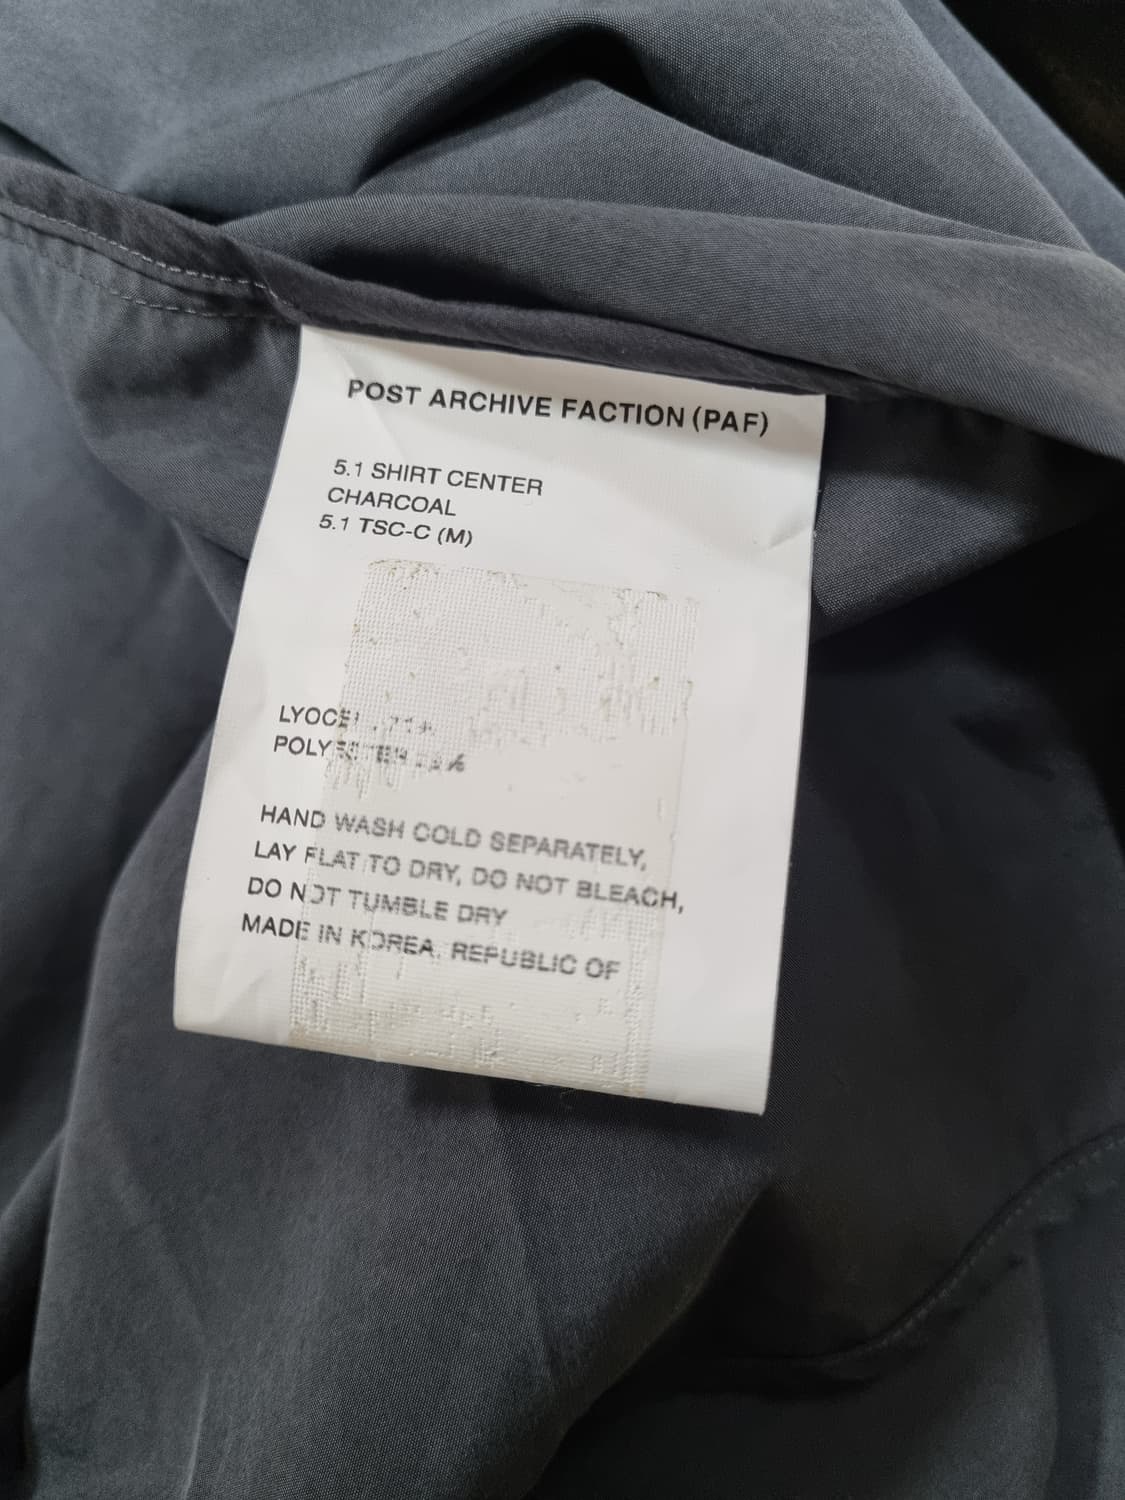 POST ARCHIVE FACTION (PAF)
5.1 SHIRT CENTER
CHARCOAL
5.1 TSC-C (M)
POLYESTER
HAND WASH COLD SEPARATELY,
LAY FLAT TO DRY, DO NOT BLEACH,
DO NOT TUMBLE DRY
MADE IN KOREA, REPUBLIC OF